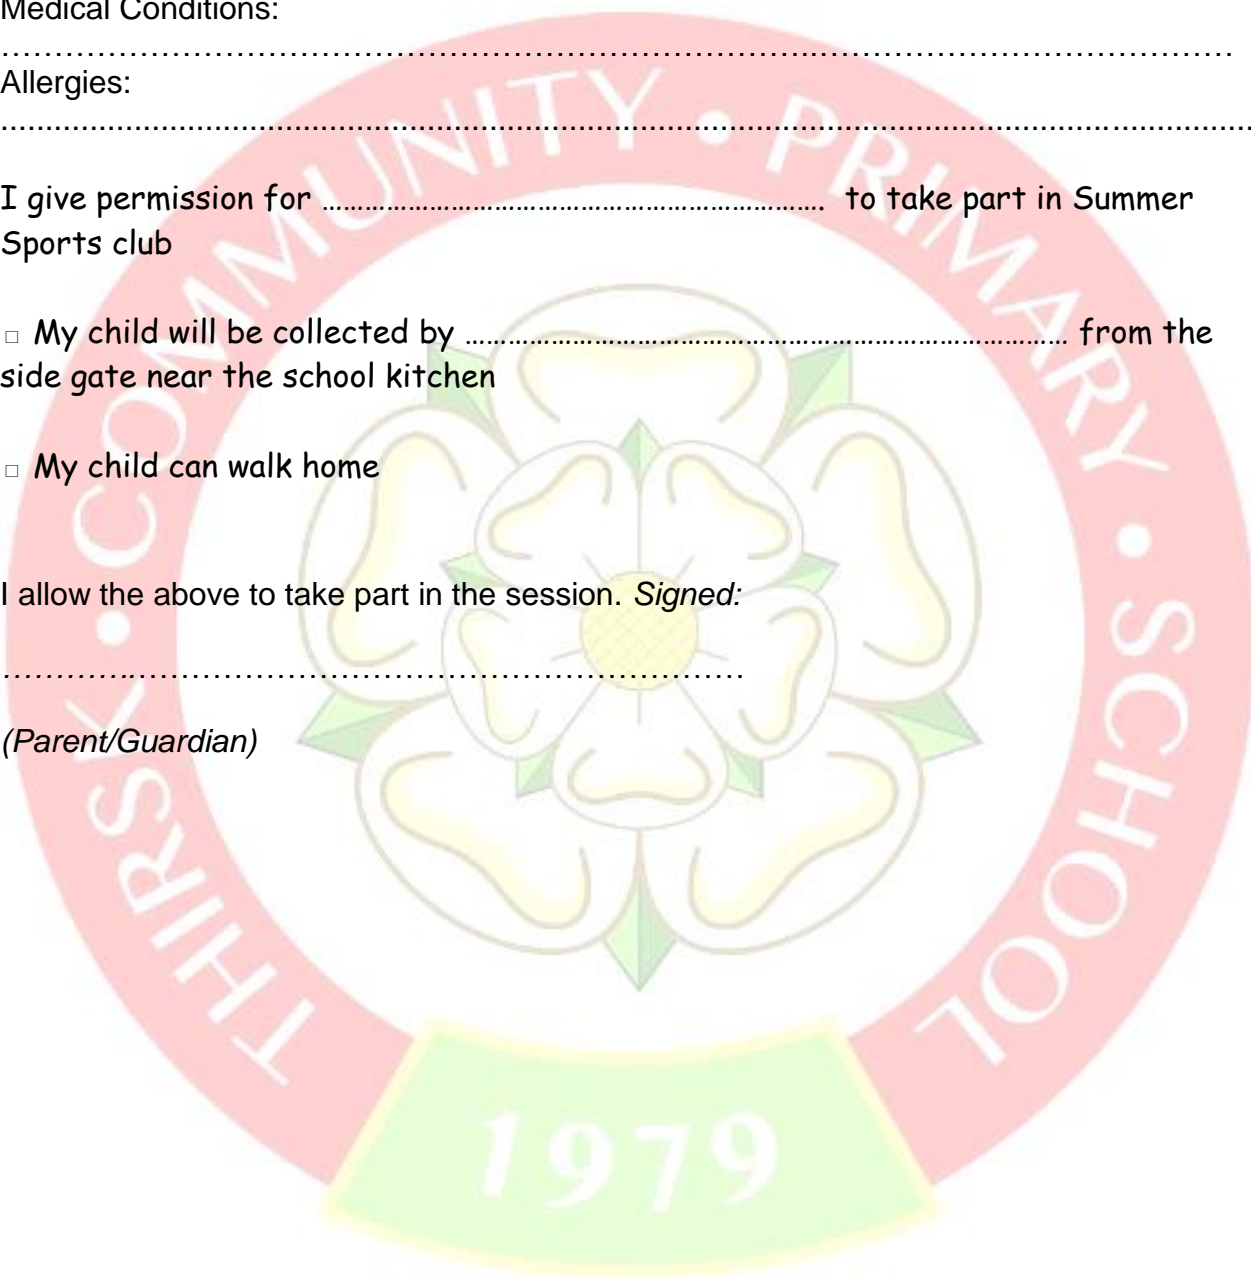 Medical Conditions:
……………………………………………………………………………………………………
Allergies:
................................................................................................................................................
I give permission for ……………………………………………………………. to take part in Summer
Sports club
□ My child will be collected by ………………………………………………………………………… from the
side gate near the school kitchen
□ My child can walk home
I allow the above to take part in the session. Signed:
…………..………………………………………………
(Parent/Guardian)
THIRSK • COMMUNITY • PRIMARY • SCHOOL
1979